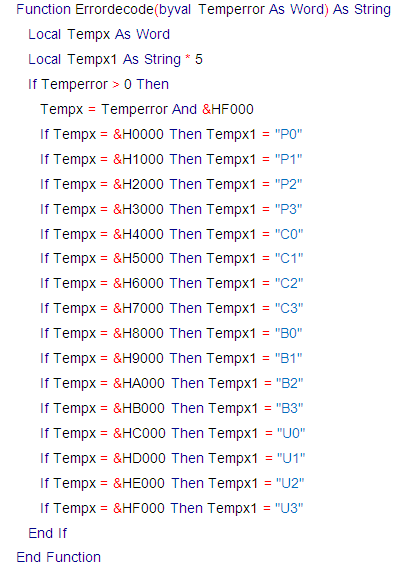 Function Errordecode(byval Temperror As Word) As String
Local Tempx As Word
Local Tempx1 As String * 5
If Temperror > 0 Then
Tempx = Temperror And &HF000
If Tempx = &H0000 Then Tempx1 = "P0"
If Tempx = &H1000 Then Tempx1 = "P1"
If Tempx = &H2000 Then Tempx1 = "P2"
If Tempx = &H3000 Then Tempx1 = "P3"
If Tempx = &H4000 Then Tempx1 = "C0"
If Tempx = &H5000 Then Tempx1 = "C1"
If Tempx = &H6000 Then Tempx1 = "C2"
If Tempx = &H7000 Then Tempx1 = "C3"
If Tempx = &H8000 Then Tempx1 = "B0"
If Tempx = &H9000 Then Tempx1 = "B1"
If Tempx = &HA000 Then Tempx1 = "B2"
If Tempx = &HB000 Then Tempx1 = "B3"
If Tempx = &HC000 Then Tempx1 = "U0"
If Tempx = &HD000 Then Tempx1 = "U1"
If Tempx = &HE000 Then Tempx1 = "U2"
If Tempx = &HF000 Then Tempx1 = "U3"
End If
End Function